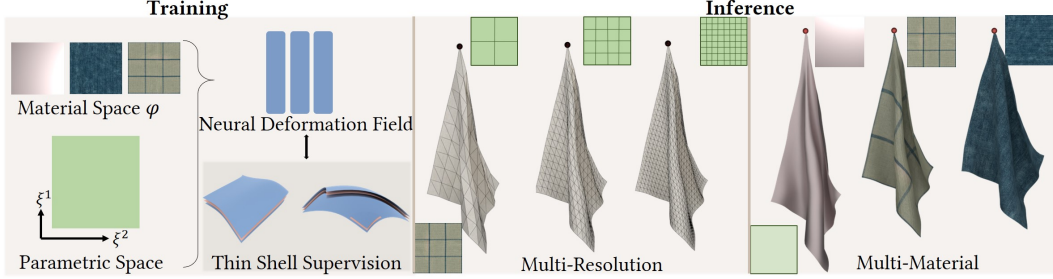 Training
Inference
Material Space φ
Neural Deformation Field
ξ¹
ξ²
Parametric Space
Thin Shell Supervision
Multi-Resolution
Multi-Material